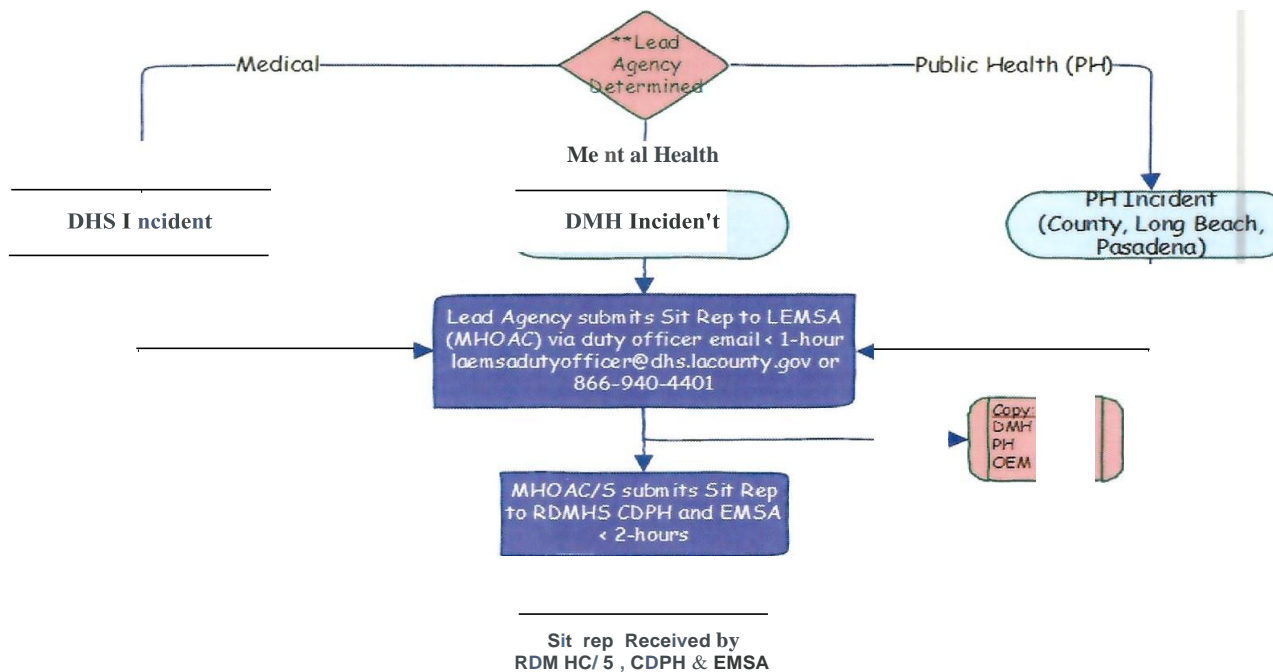 **Lead
Agency
Determined
Medical
Public Health (PH)
Me nt al Health
DHS I ncident
DMH Inciden't
PH Incident
(County, Long Beach,
Pasadena)
Lead Agency submits Sit Rep to LEMSA
(MHOAC) via duty officer email < 1-hour
laemsadutyofficer@dhs.lacounty.gov or
866-940-4401
Copy:
DMH
PH
OEM
MHOAC/S submits Sit Rep
to RDMHS CDPH and EMSA
< 2-hours
Sit rep Received by
RDM HC/ 5 , CDPH & EMSA